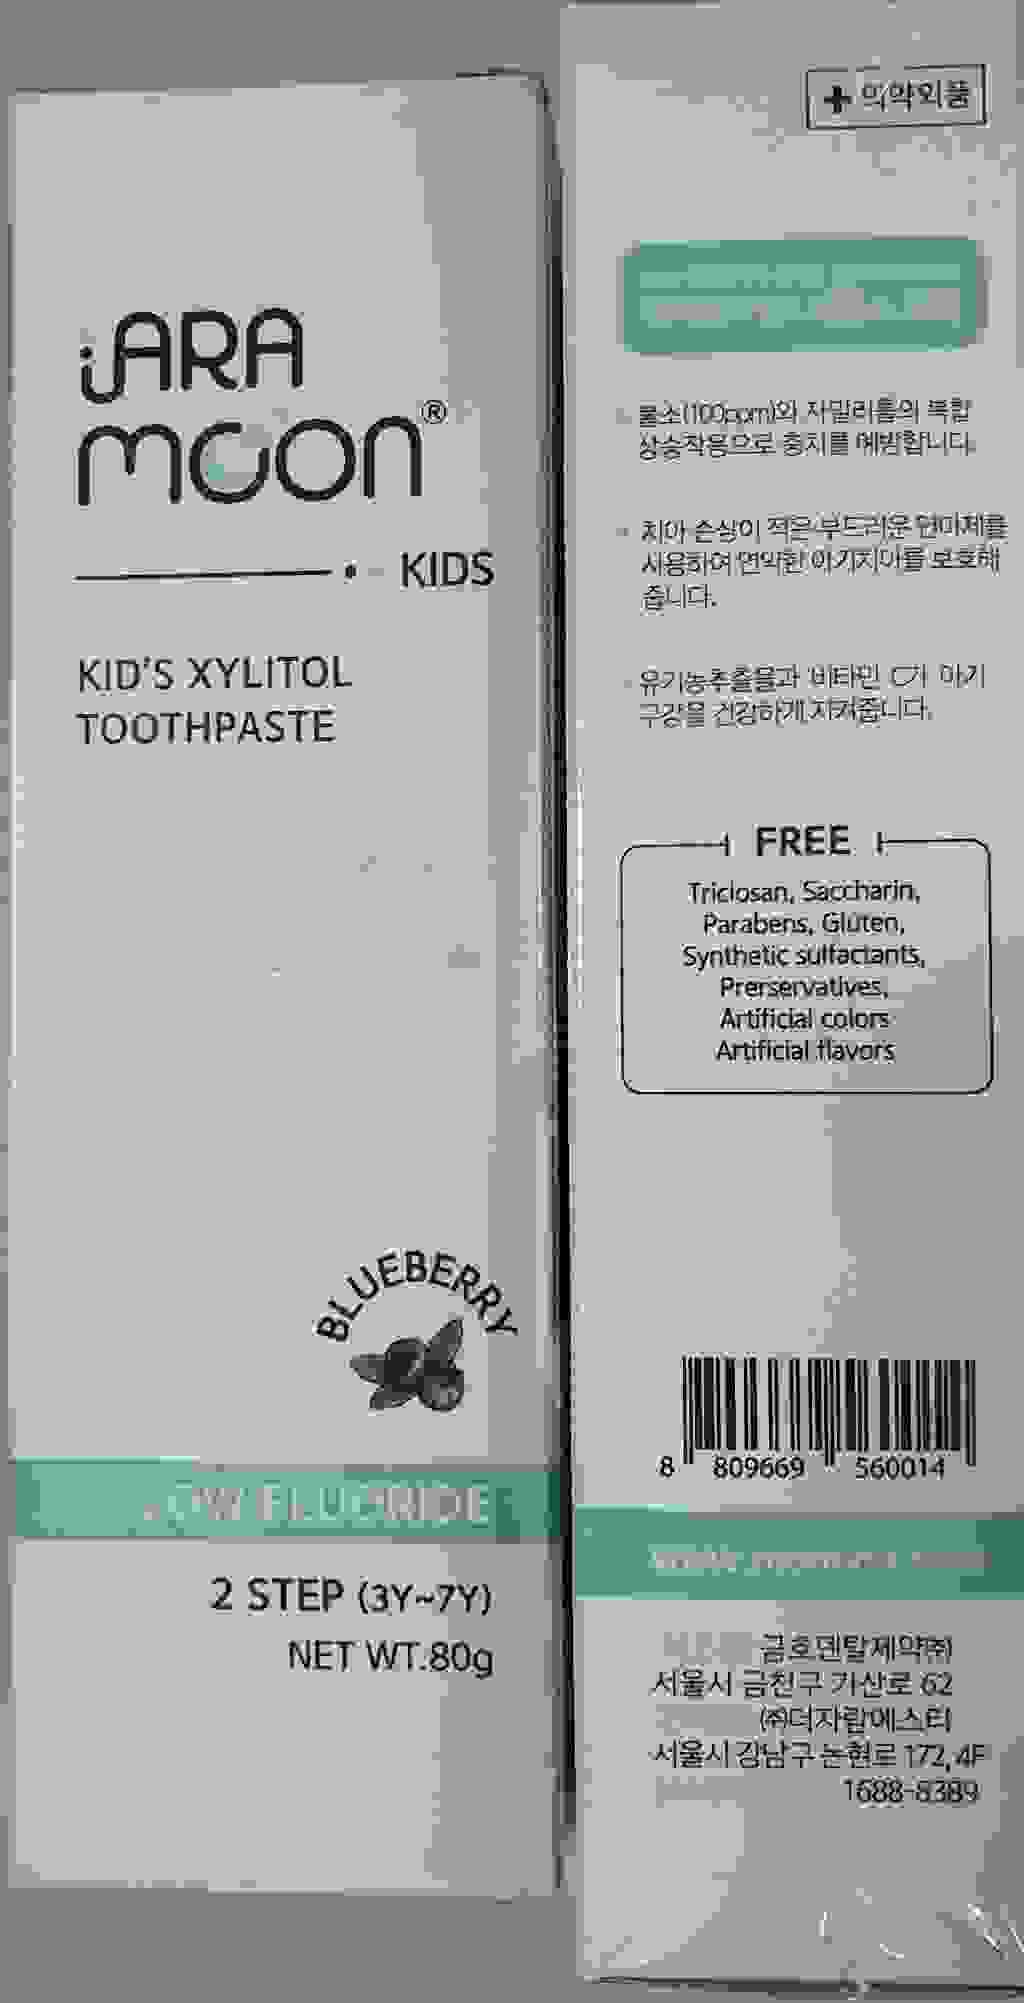 jARA
moon®
KIDS
KID'S XYLITOL
TOOTHPASTE
BLUEBERRY
LOW FLUORIDE
2 STEP (3Y~7Y)
NET WT.80g
의약외품
불소(100ppm)와 자일리톨의 복합
상승작용으로 충치를 예방합니다.
치아 손상이 적은 부드러운 연마제를
사용하여 연약한 아기치아를 보호해
줍니다.
유기농추출물과 비타민 C가 아기
구강을 건강하게 지켜줍니다.
FREE
Triclosan, Saccharin,
Parabens, Gluten,
Synthetic sulfactants,
Prerservatives,
Artificial colors
Artificial flavors
8 809669 560014
금호덴탈제약㈜
서울시 금천구 가산로 62
㈜더자람에스티
서울시 강남구 논현로 172, 4F
1688-8389